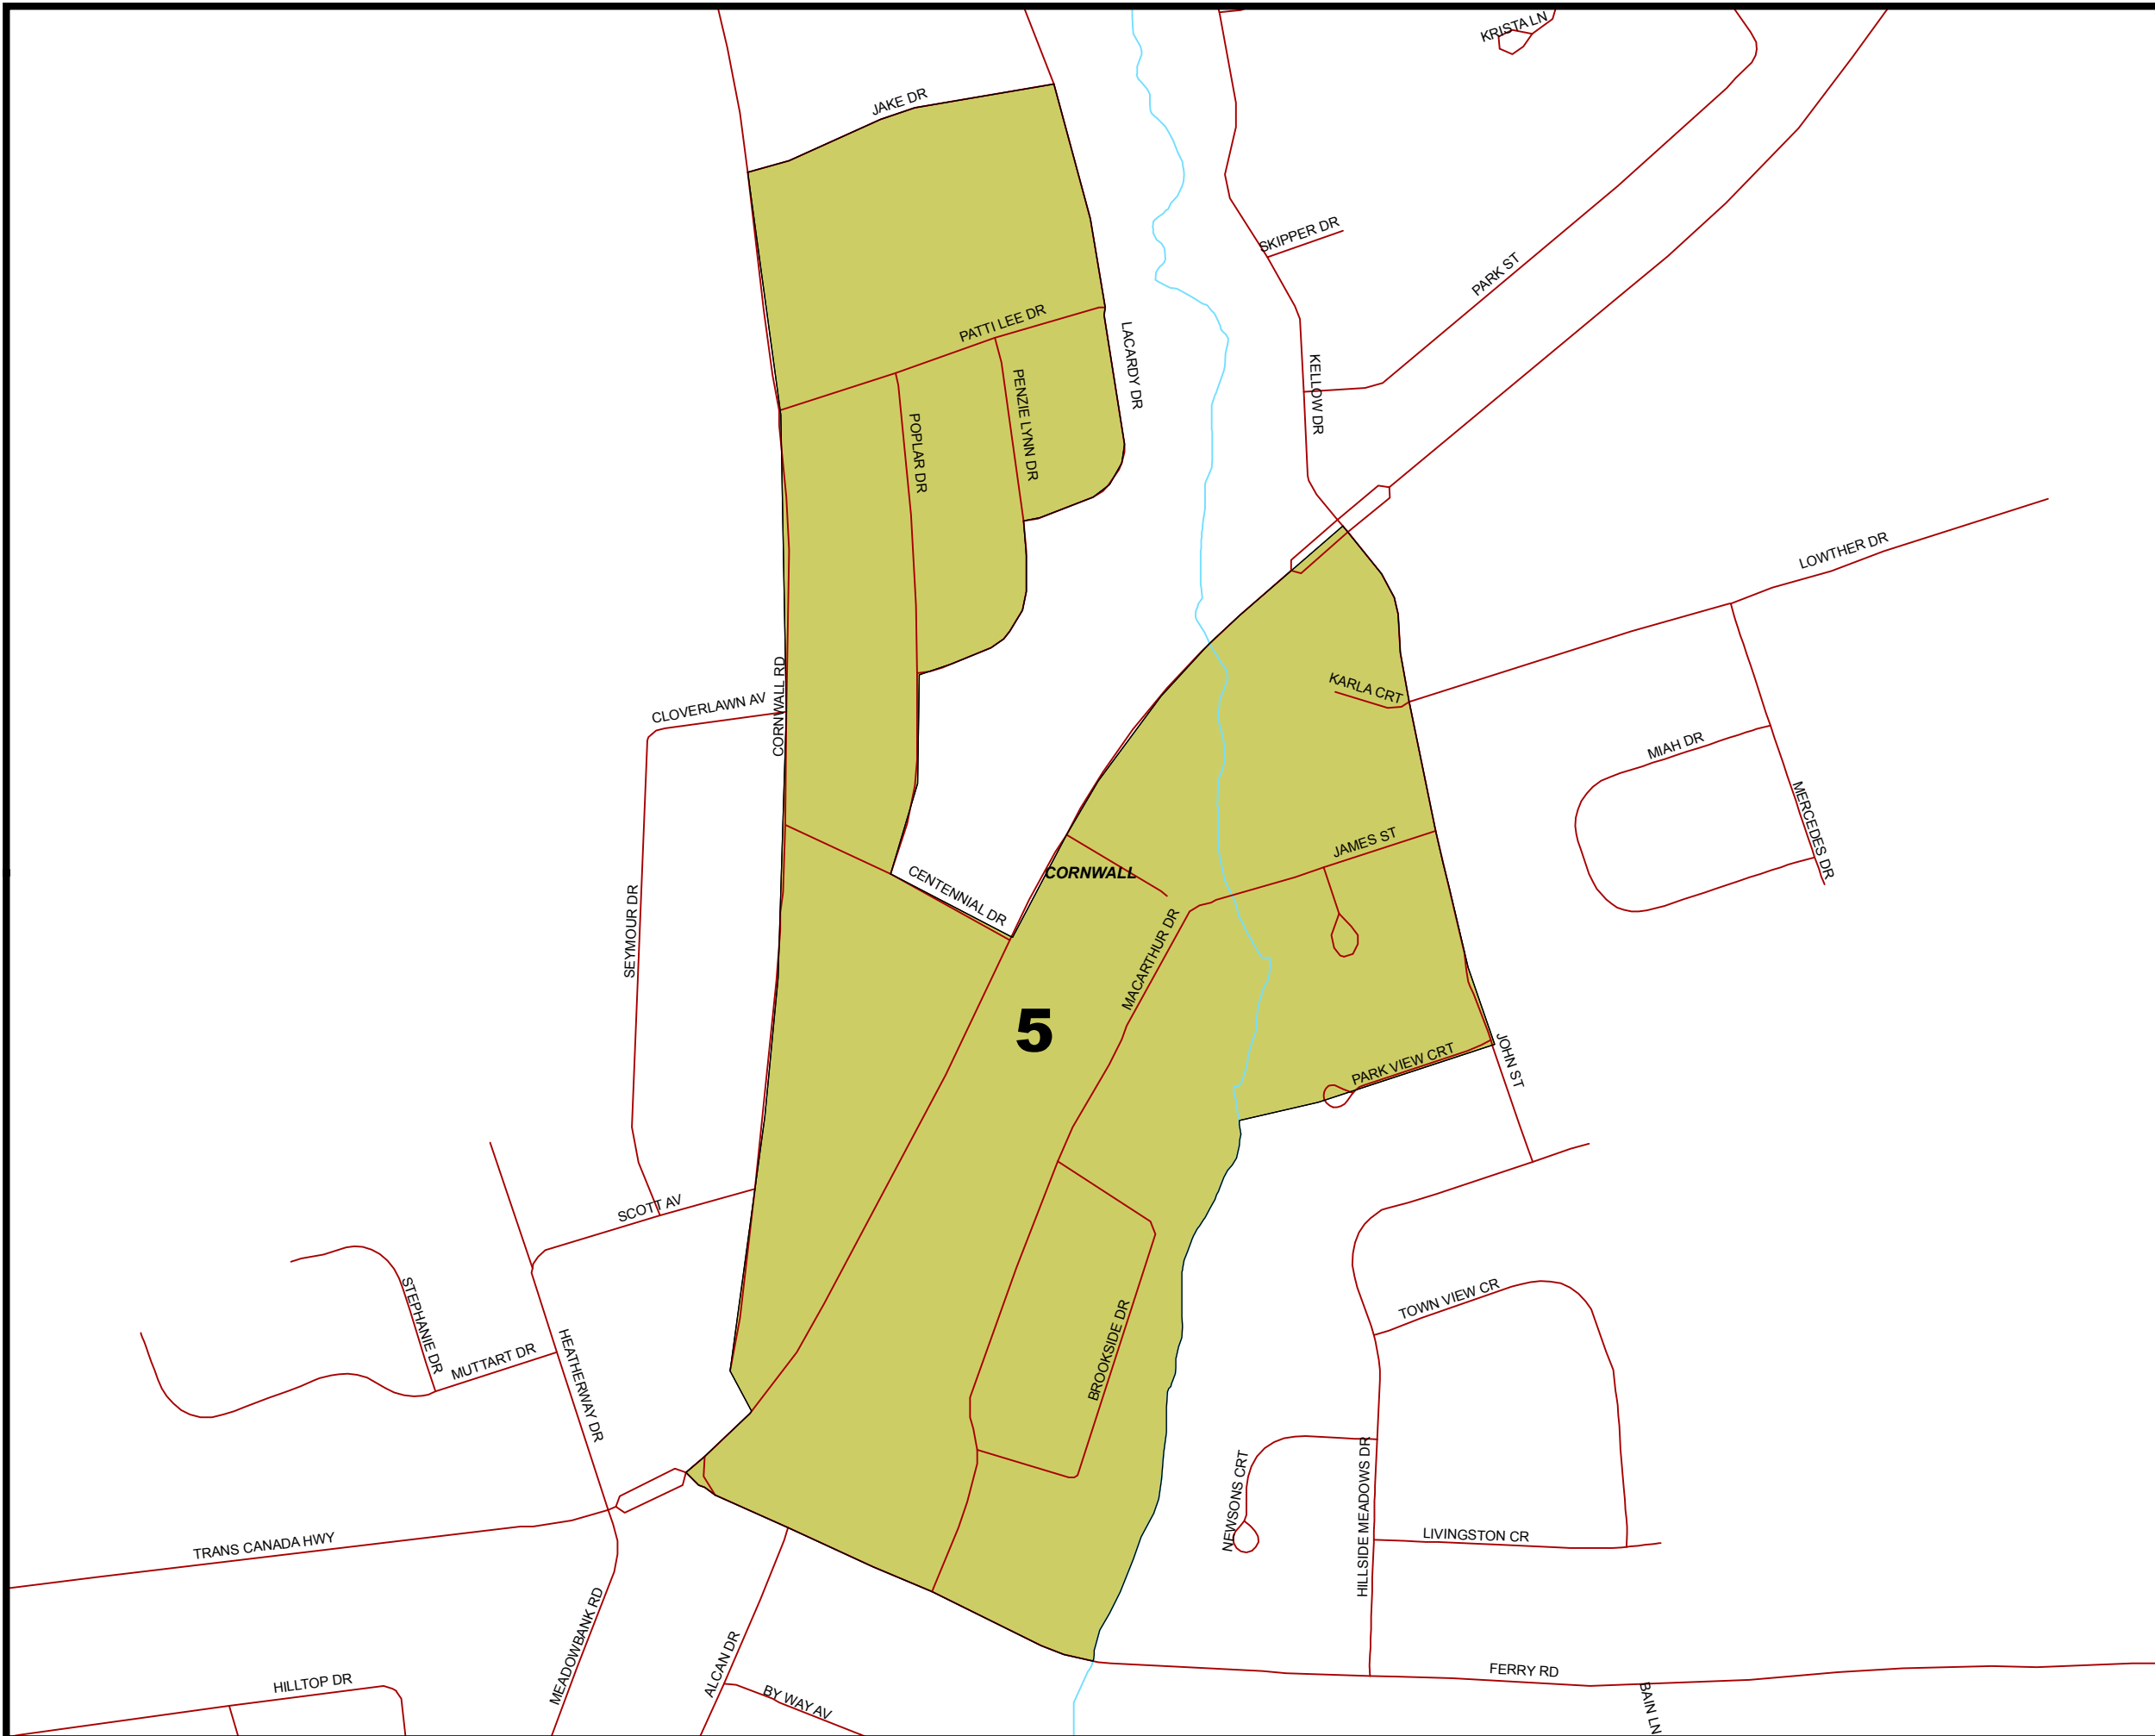 KRISTA LN
JAKE DR
SKIPPER DR
PARK ST
PATTI LEE DR
LACARDY DR
KELLOW DR
PENZIE LYNN DR
POPLAR DR
LOWTHER DR
CORNWALL RD
CLOVERLAWN AV
KARLA CRT
MIAH DR
MERCEDES DR
JAMES ST
CORNWALL
CENTENNIAL DR
SEYMOUR DR
MACARTHUR DR
5
JOHN ST
PARK VIEW CRT
SCOTT AV
STEPHANIE DR
MUTTART DR
HEATHERWAY DR
BROOKSIDE DR
TOWN VIEW CR
NEWSONS CRT
HILLSIDE MEADOWS DR
LIVINGSTON CR
TRANS CANADA HWY
MEADOWBANK RD
ALCAN DR
HILLTOP DR
BY WAY AV
FERRY RD
BAIN LN